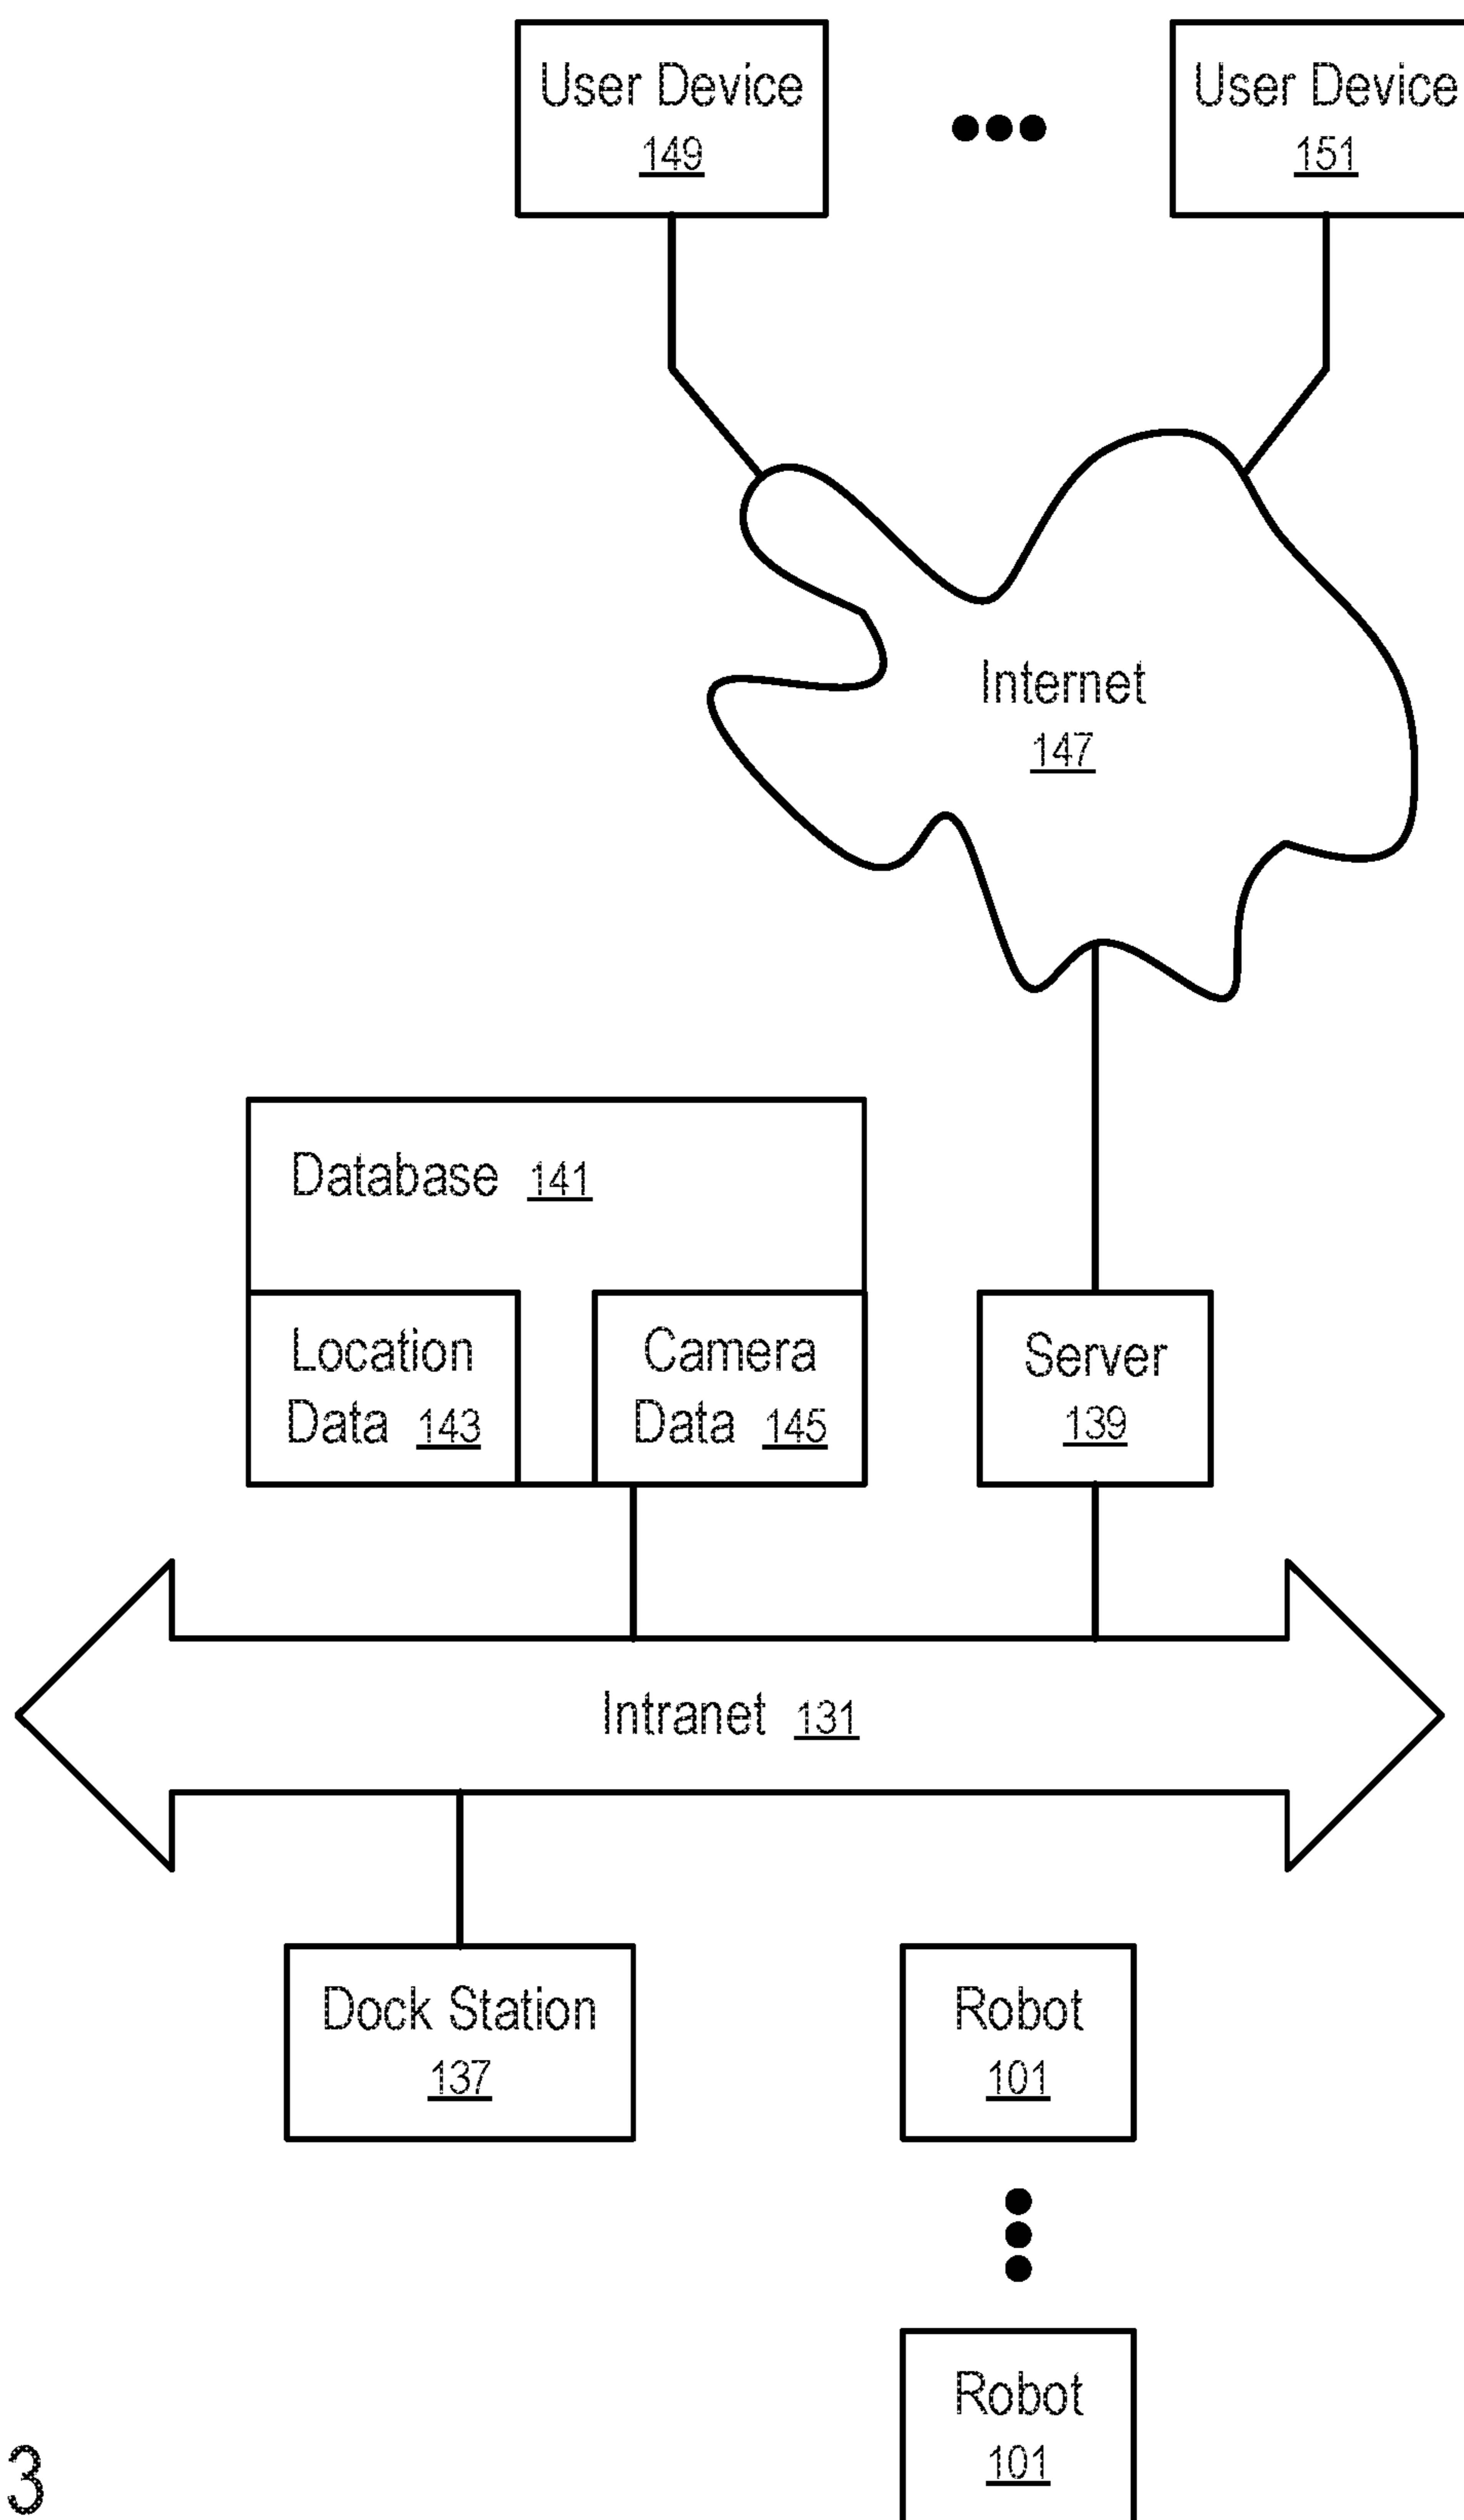 User Device
149
User Device
151
Internet
147
Database 141
Location
Data 143
Camera
Data 145
Server
139
Intranet 131
Dock Station
137
Robot
101
Robot
101
3